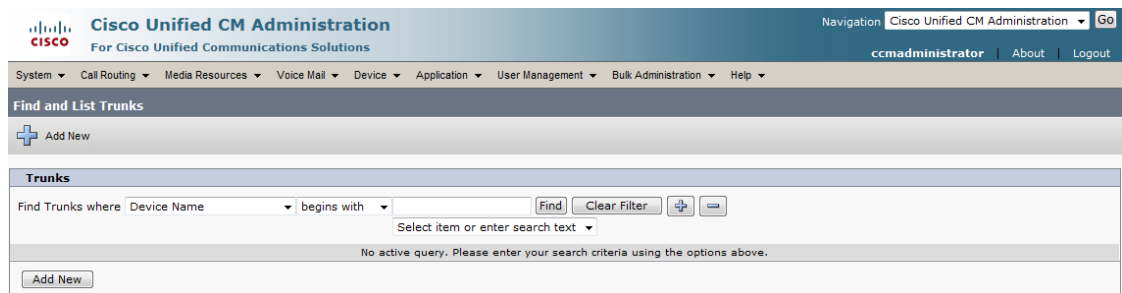 Cisco Unified CM Administration
CISCO
For Cisco Unified Communications Solutions
Navigation Cisco Unified CM Administration Go
ccmadministrator | About | Logout
System Call Routing Media Resources Voice Mail Device Application User Management Bulk Administration Help
Find and List Trunks
Add New
Trunks
Find Trunks where Device Name begins with Find Clear Filter
Select item or enter search text
No active query. Please enter your search criteria using the options above.
Add New